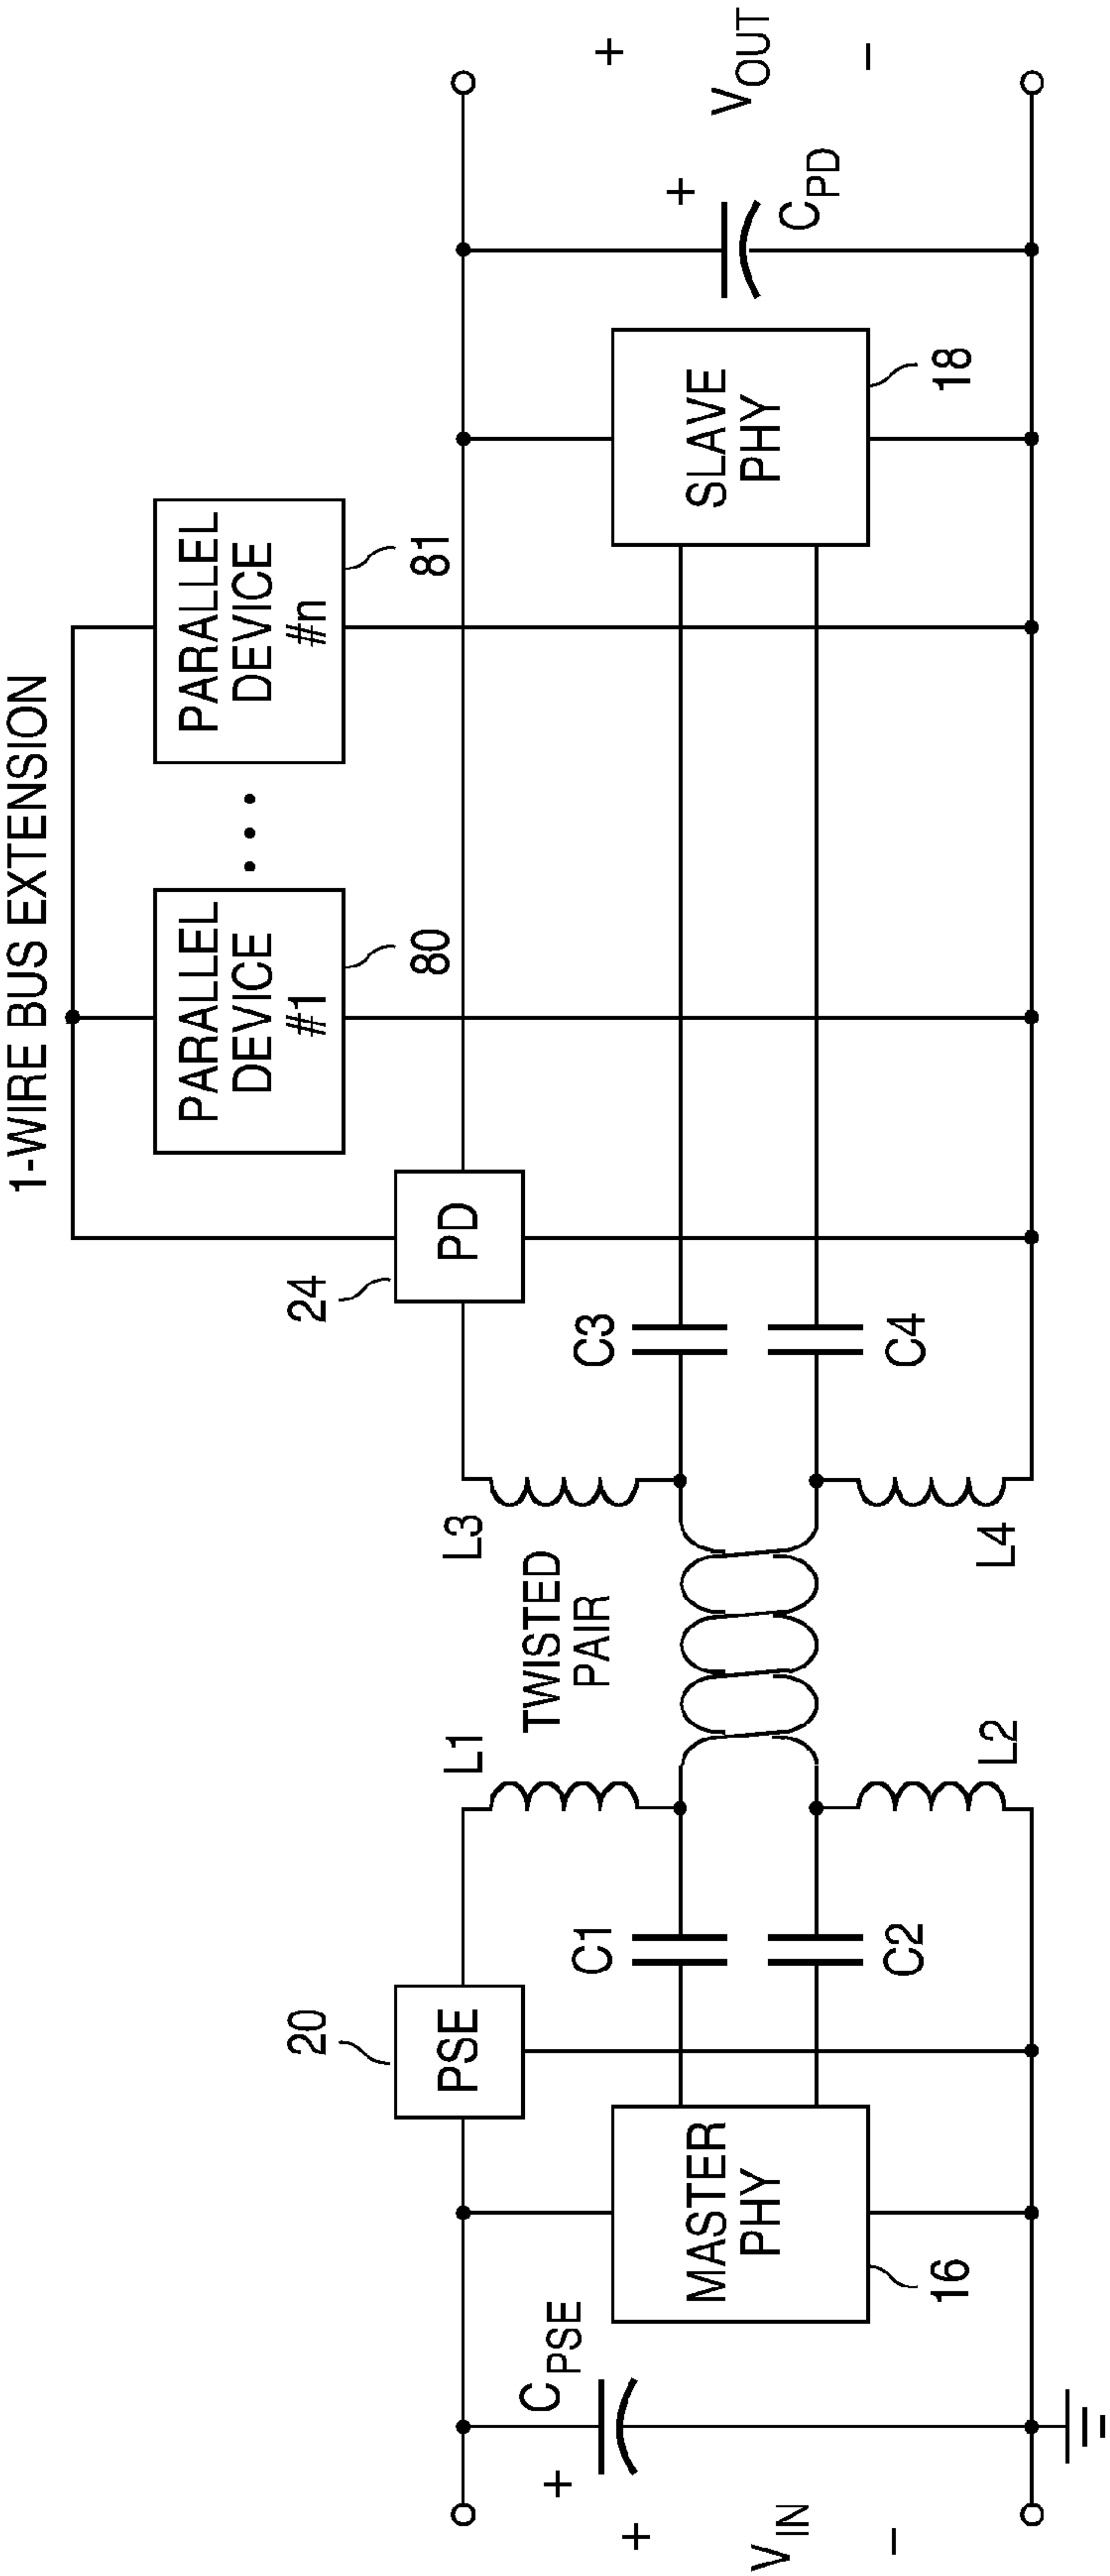 1-WIRE BUS EXTENSION
PARALLEL
DEVICE
#1
80
• • •
PARALLEL
DEVICE
#n
81
20
PSE
L1
TWISTED
PAIR
L3
24
PD
+
C_PSE
C1
C3
+
V_IN
−
MASTER
PHY
16
C2
L2
L4
C4
SLAVE
PHY
18
+
C_PD
+
V_OUT
−